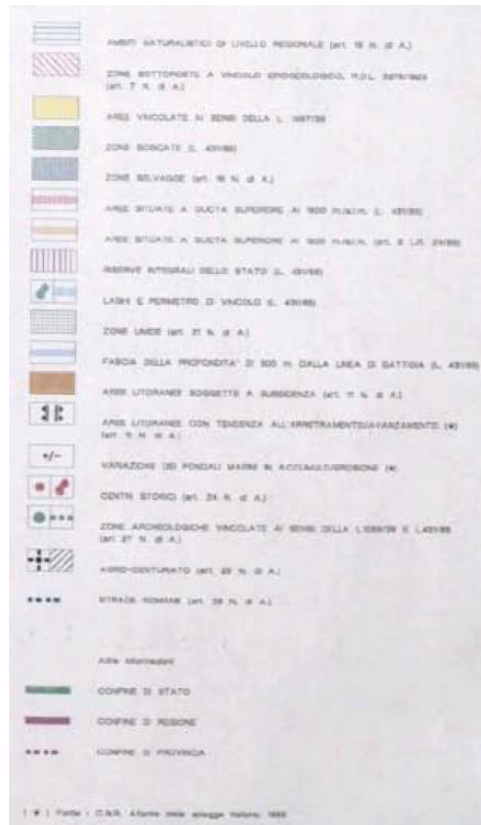 AMBITI NATURALISTICI DI LIVELLO REGIONALE (art. 19 N. di A.)
ZONE SOTTOPOSTE A VINCOLO IDROGEOLOGICO, R.D.L. 3276/1923
(art. 7 N. di A.)
AREE VINCOLATE AI SENSI DELLA L. 1497/39
ZONE BOSCATE (L. 431/85)
ZONE SELVAGGE (art. 19 N. di A.)
AREE SITUATE A QUOTA SUPERIORE AI 1600 m.s.l.m. (L. 431/85)
AREE SITUATE A QUOTA SUPERIORE AI m.s.l.m. (art. L.R. 24/85)
RISERVE INTEGRALI DELLO STATO (L. 431/85)
LAGHI E PERIMETRO DI VINCOLO (L. 431/85)
ZONE UMIDE (art. 21 N. di A.)
FASCIA DELLA PROFONDITA' DI 300 m. DALLA LINEA DI BATTIGIA (L. 431/85)
AREE LITORANEE SOGGETTE A SUBSIDENZA (art. 11 N. di A.)
AREE LITORANEE CON TENDENZA ALL'ARRETRAMENTO/AVANZAMENTO (*)
(art. 11 N. di A.)
+/-
VARIAZIONE DEI FONDALI MARINI IN ACCUMULO/EROSIONE (*)
CENTRI STORICI (art. 24 N. di A.)
ZONE ARCHEOLOGICHE VINCOLATE AI SENSI DELLA L.1089/39 E L.431/85
(art. 27 N. di A.)
AGRO-CENTURIATO (art. 28 N. di A.)
STRADE ROMANE (art. 28 N. di A.)
Altre informazioni
CONFINE DI STATO
CONFINE DI REGIONE
CONFINE DI PROVINCIA
( * ) Fonte : C.N.R. Atlante delle spiagge italiane,